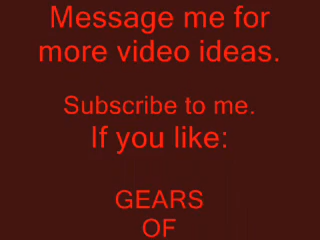 Message me for
more video ideas.
Subscribe to me.
If you like:
GEARS
OF